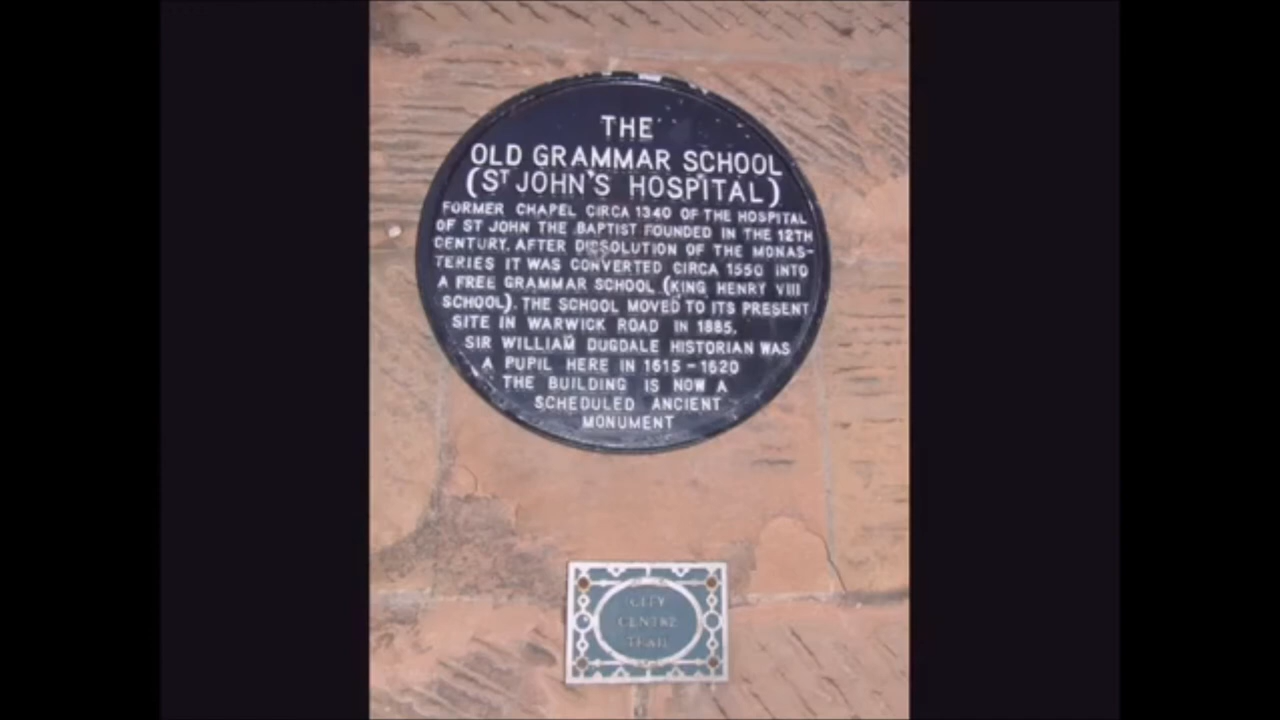 THE
OLD GRAMMAR SCHOOL
(ST JOHN'S HOSPITAL)
FORMER CHAPEL CIRCA 1340 OF THE HOSPITAL
OF ST JOHN THE BAPTIST FOUNDED IN THE 12TH
CENTURY. AFTER DISSOLUTION OF THE MONAS-
TERIES IT WAS CONVERTED CIRCA 1550 INTO
A FREE GRAMMAR SCHOOL (KING HENRY VIII
SCHOOL). THE SCHOOL MOVED TO ITS PRESENT
SITE IN WARWICK ROAD IN 1885.
SIR WILLIAM DUGDALE HISTORIAN WAS
A PUPIL HERE IN 1615-1620
THE BUILDING IS NOW A
SCHEDULED ANCIENT
MONUMENT
CITY
CENTRE
TRAIL